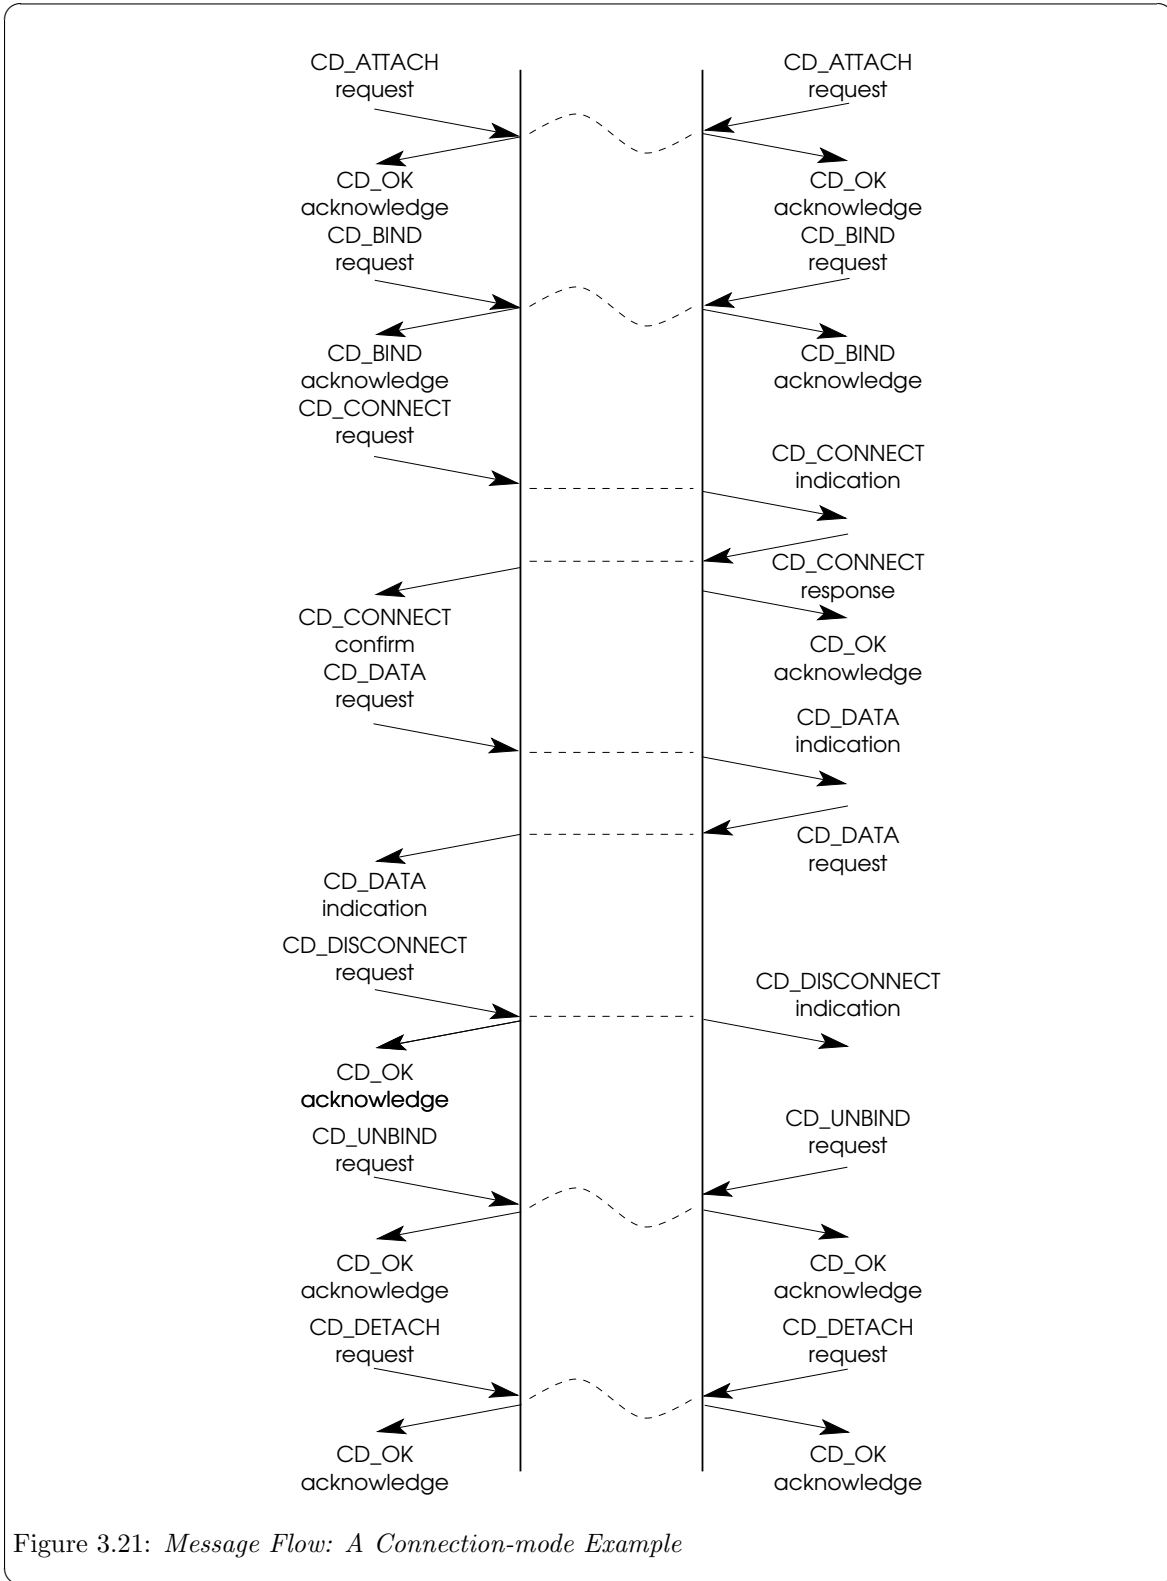 CD_ATTACH
request
CD_ATTACH
request
CD_OK
acknowledge
CD_OK
acknowledge
CD_BIND
request
CD_BIND
request
CD_BIND
acknowledge
CD_BIND
acknowledge
CD_CONNECT
request
CD_CONNECT
indication
CD_CONNECT
response
CD_CONNECT
confirm
CD_OK
acknowledge
CD_DATA
request
CD_DATA
indication
CD_DATA
request
CD_DATA
indication
CD_DISCONNECT
request
CD_DISCONNECT
indication
CD_OK
acknowledge
CD_UNBIND
request
CD_UNBIND
request
CD_OK
acknowledge
CD_OK
acknowledge
CD_DETACH
request
CD_DETACH
request
CD_OK
acknowledge
CD_OK
acknowledge
Figure 3.21: Message Flow: A Connection-mode Example